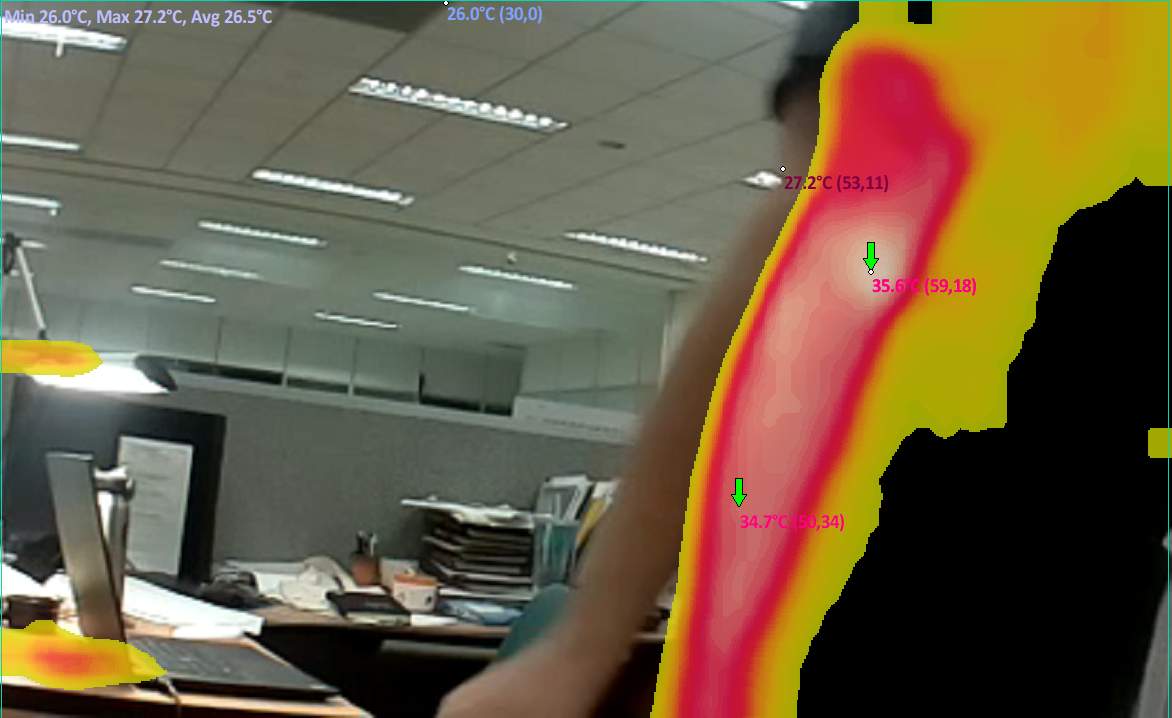 Min 26.0°C, Max 27.2°C, Avg 26.5°C
26.0°C (30,0)
27.2°C (53,11)
35.6°C (59,18)
34.7°C (50,34)